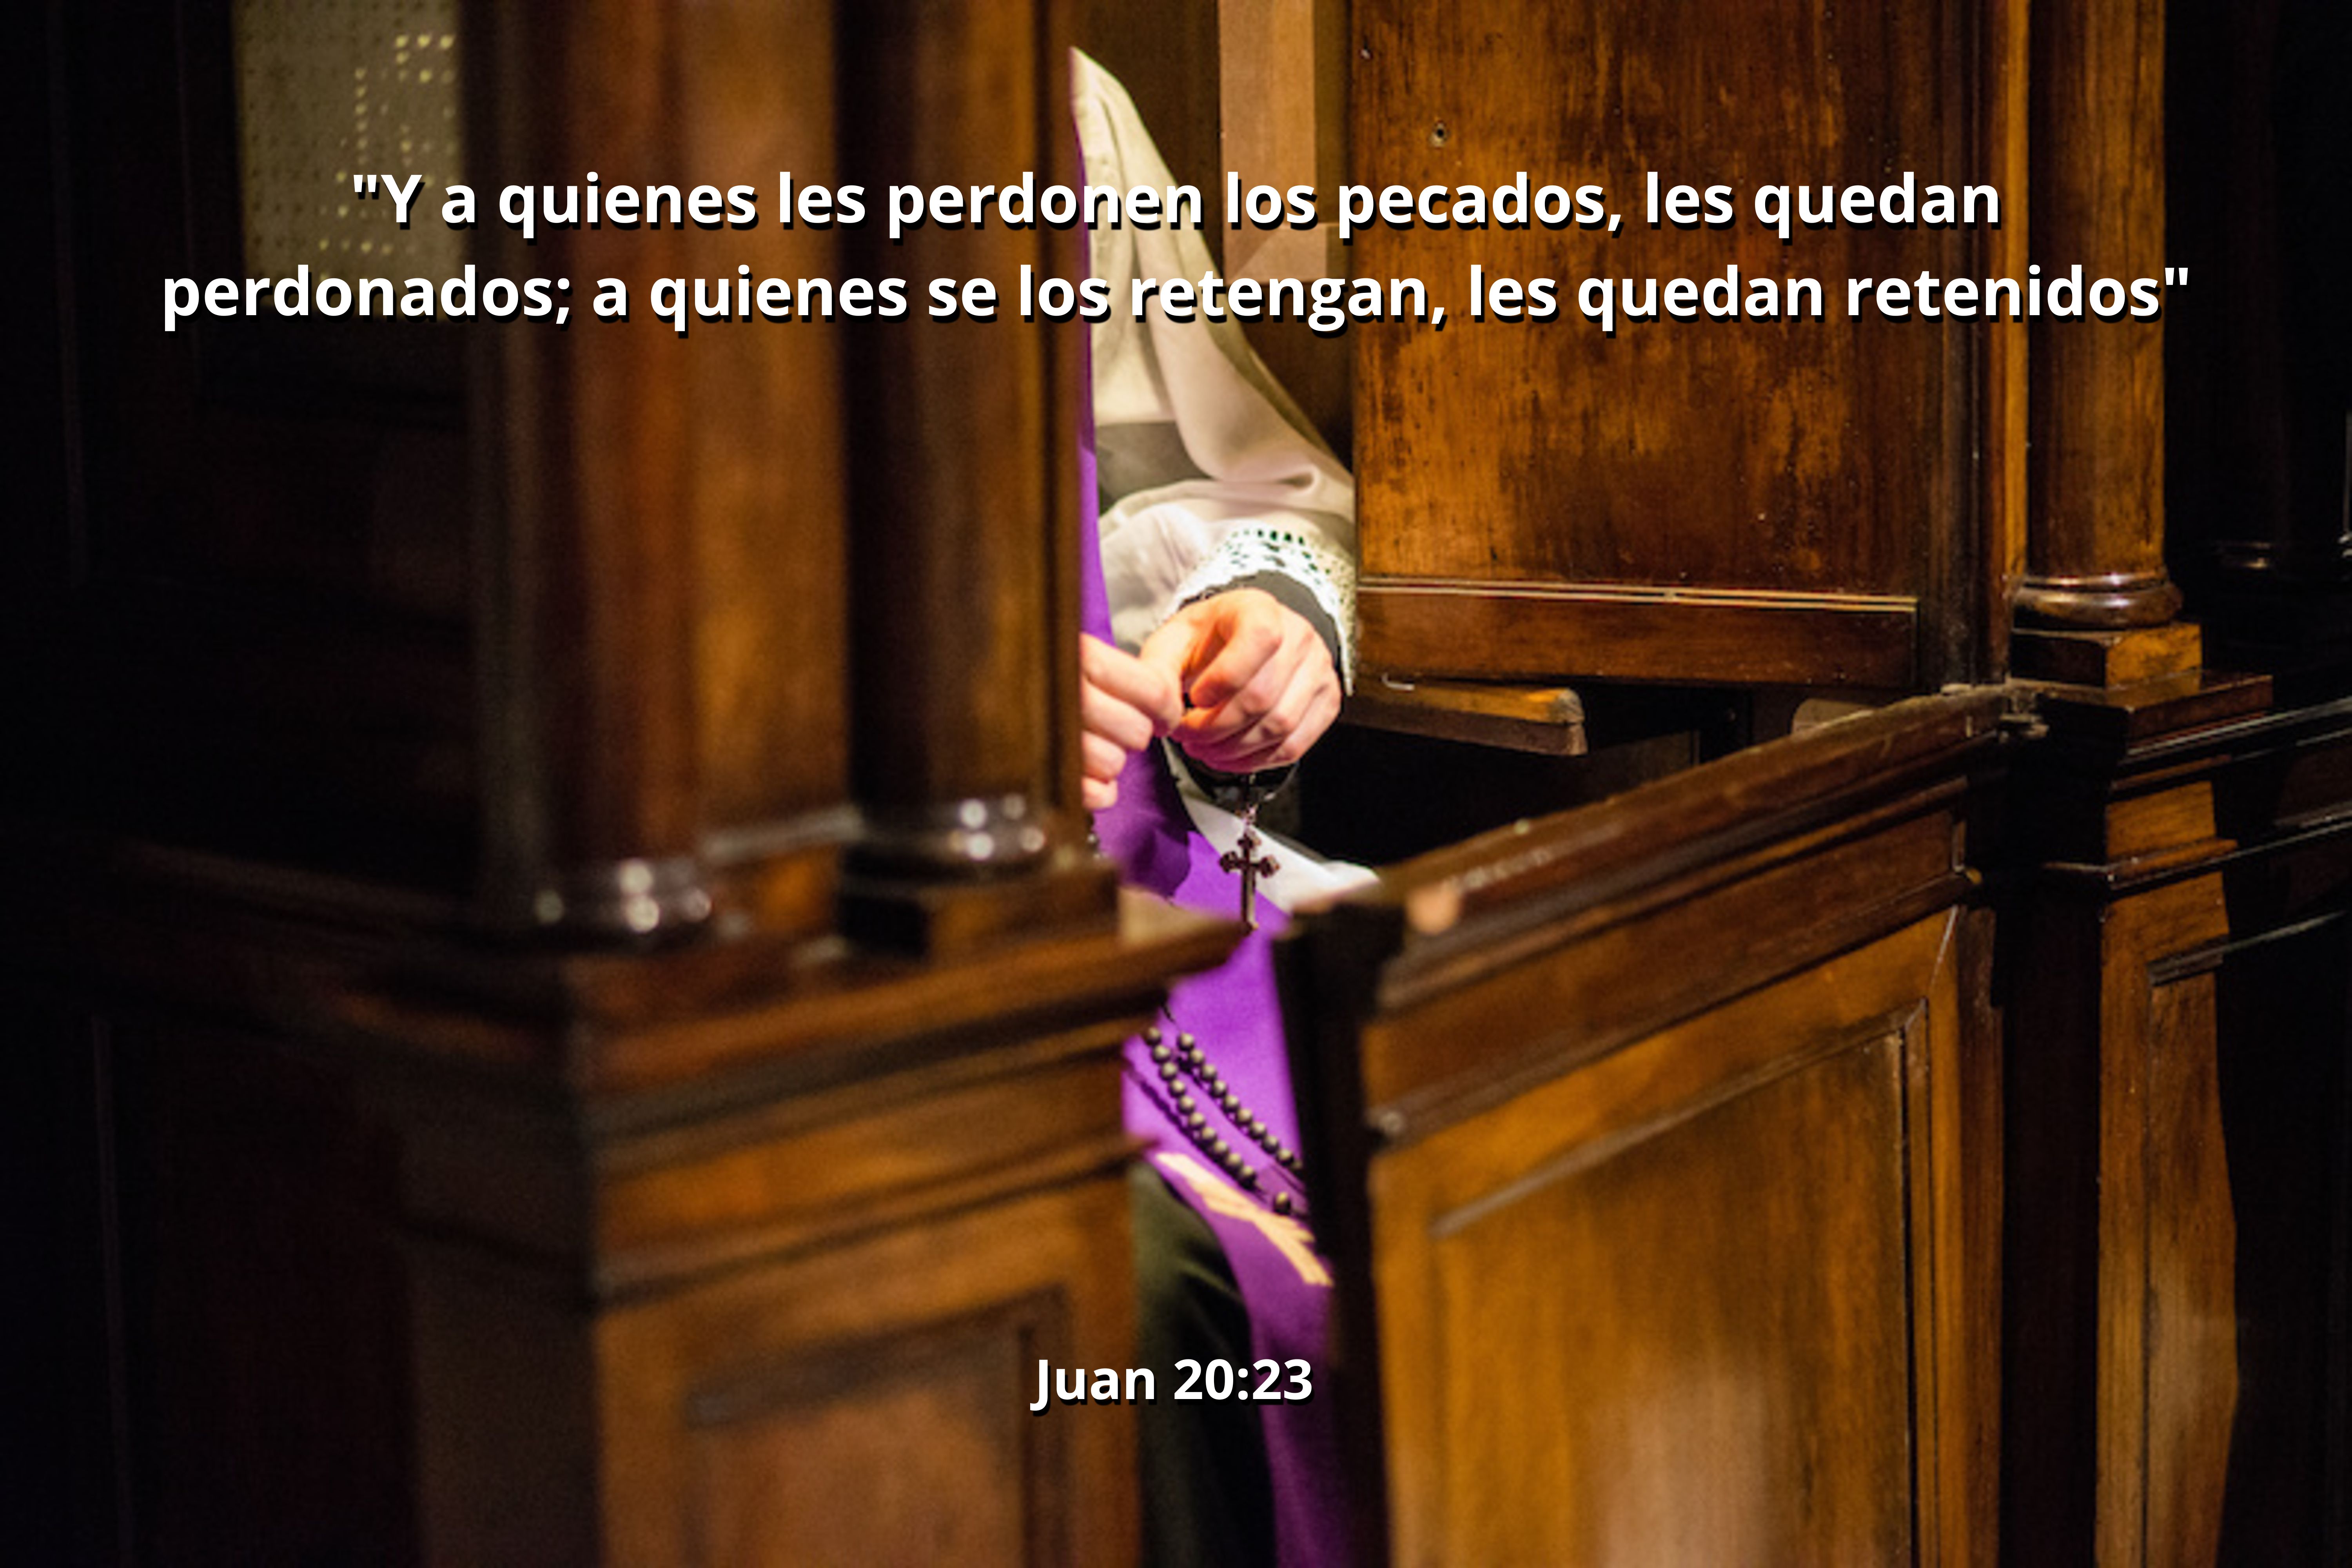 "Y a quienes les perdonen los pecados, les quedan
perdonados; a quienes se los retengan, les quedan retenidos"
Juan 20:23